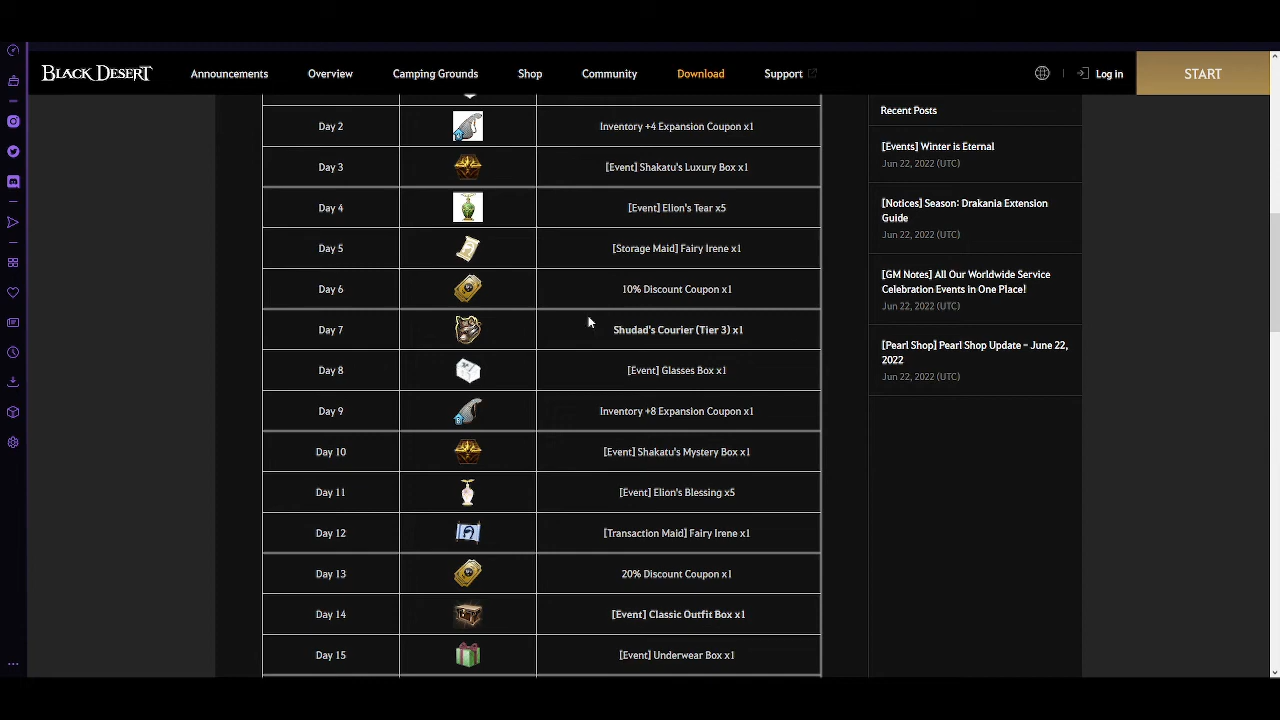 BLACK DESERT
Announcements
Overview
Camping Grounds
Shop
Community
Download
Support
Log in
START
Day 2
Inventory +4 Expansion Coupon x1
Day 3
[Event] Shakatu's Luxury Box x1
Day 4
[Event] Elion's Tear x5
Day 5
[Storage Maid] Fairy Irene x1
Day 6
10% Discount Coupon x1
Day 7
Shudad's Courier (Tier 3) x1
Day 8
[Event] Glasses Box x1
Day 9
Inventory +8 Expansion Coupon x1
Day 10
[Event] Shakatu's Mystery Box x1
Day 11
[Event] Elion's Blessing x5
Day 12
[Transaction Maid] Fairy Irene x1
Day 13
20% Discount Coupon x1
Day 14
[Event] Classic Outfit Box x1
Day 15
[Event] Underwear Box x1
Recent Posts
[Events] Winter is Eternal
Jun 22, 2022 (UTC)
[Notices] Season: Drakania Extension
Guide
Jun 22, 2022 (UTC)
[GM Notes] All Our Worldwide Service
Celebration Events in One Place!
Jun 22, 2022 (UTC)
[Pearl Shop] Pearl Shop Update – June 22,
2022
Jun 22, 2022 (UTC)